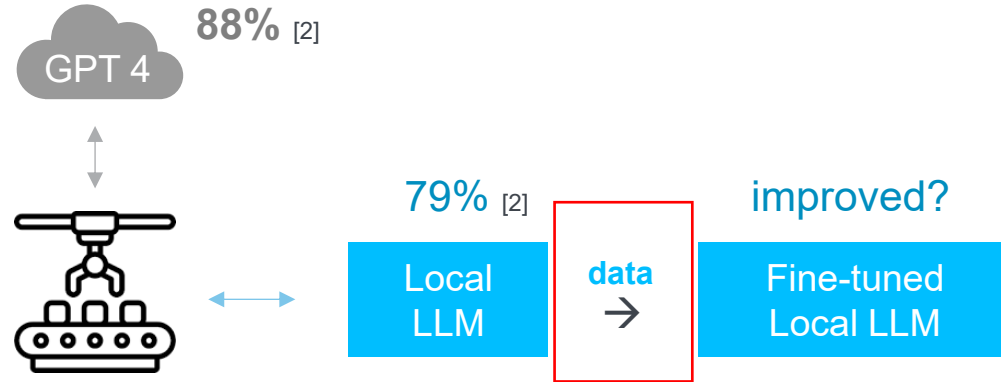 88% [2]
GPT 4
79% [2]
improved?
Local
LLM
data
→
Fine-tuned
Local LLM